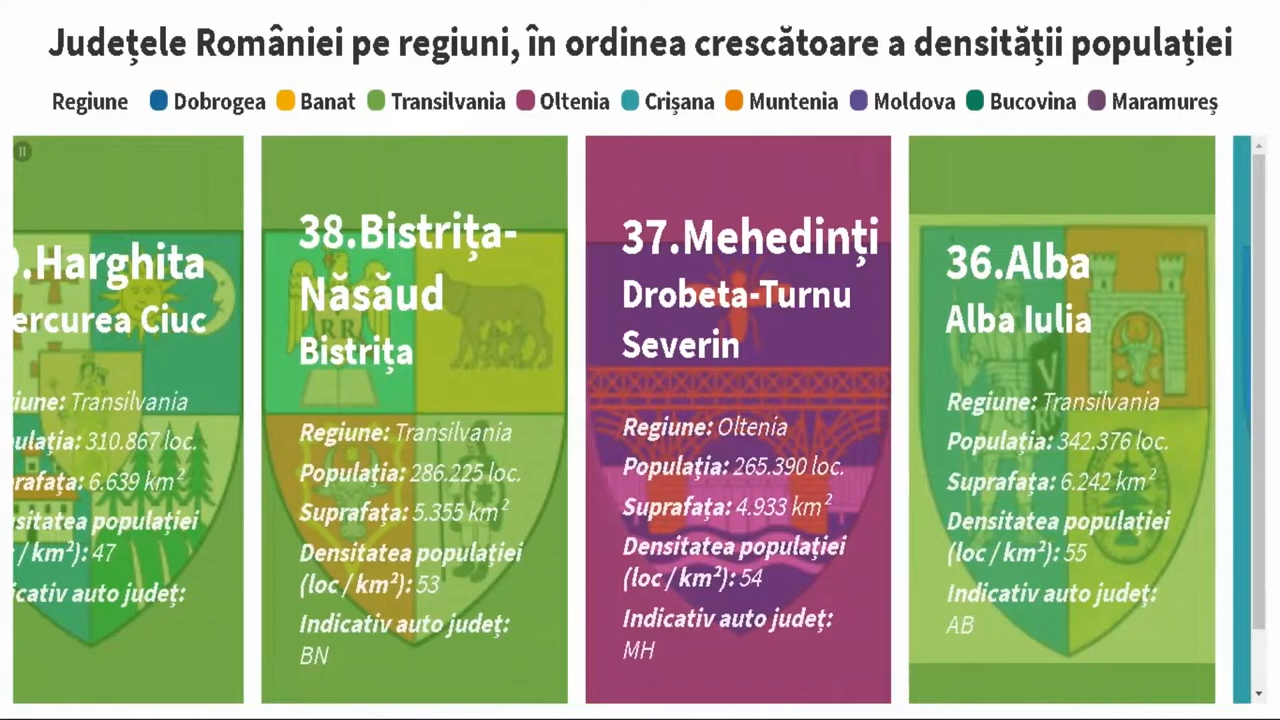 Județele României pe regiuni, în ordinea crescătoare a densității populației
Regiune Dobrogea Banat Transilvania Oltenia Crișana Muntenia Moldova Bucovina Maramureș
.Harghita
ercurea Ciuc
iune: Transilvania
ulația: 310.867 loc.
rafața: 6.639 km²
sitatea populației
/ km²): 47
icativ auto județ:
38.Bistrița-
Năsăud
Bistrița
Regiune: Transilvania
Populația: 286.225 loc.
Suprafața: 5.355 km²
Densitatea populației
(loc / km²): 53
Indicativ auto județ:
BN
37.Mehedinți
Drobeta-Turnu
Severin
Regiune: Oltenia
Populația: 265.390 loc.
Suprafața: 4.933 km²
Densitatea populației
(loc / km²): 54
Indicativ auto județ:
MH
36.Alba
Alba Iulia
Regiune: Transilvania
Populația: 342.376 loc.
Suprafața: 6.242 km²
Densitatea populației
(loc / km²): 55
Indicativ auto județ:
AB